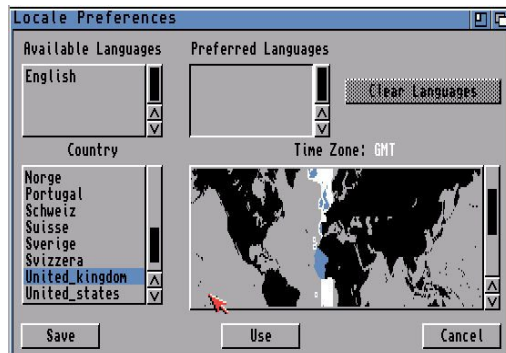 Locale Preferences
Available Languages
Preferred Languages
English
Clear Languages
Country
Time Zone: GMT
Norge
Portugal
Schweiz
Suisse
Sverige
Svizzera
United_kingdom
United_states
Save
Use
Cancel